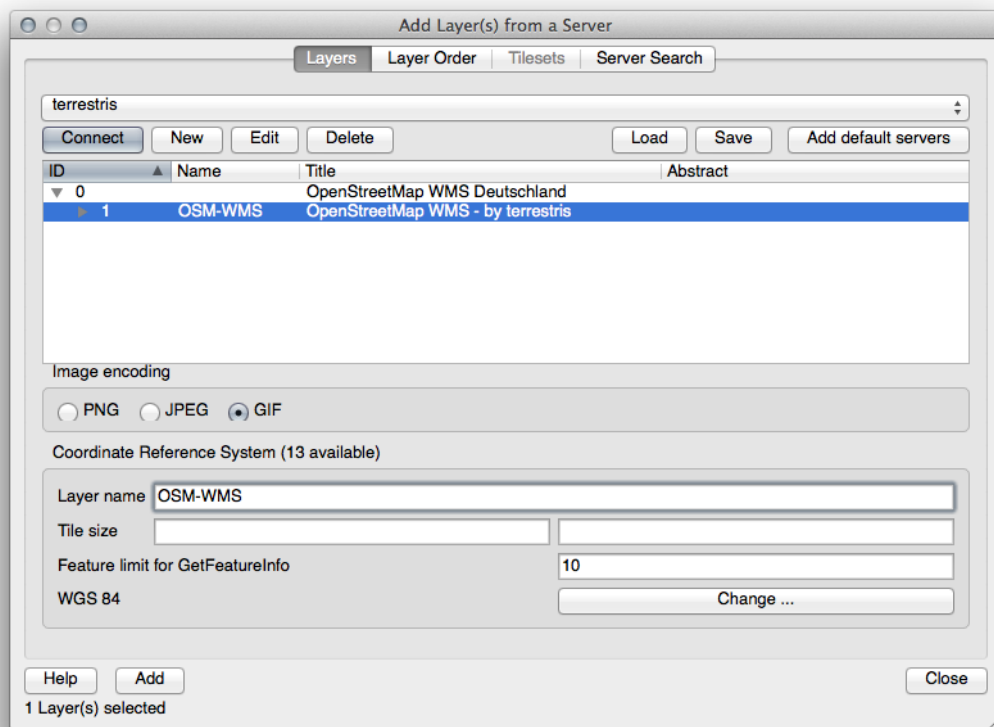 Add Layer(s) from a Server
Layers Layer Order Tilesets Server Search
terrestris
Connect New Edit Delete Load Save Add default servers
ID Name Title Abstract
0 OpenStreetMap WMS Deutschland
1 OSM-WMS OpenStreetMap WMS - by terrestris
Image encoding
PNG JPEG GIF
Coordinate Reference System (13 available)
Layer name OSM-WMS
Tile size
Feature limit for GetFeatureInfo 10
WGS 84 Change ...
Help Add Close
1 Layer(s) selected